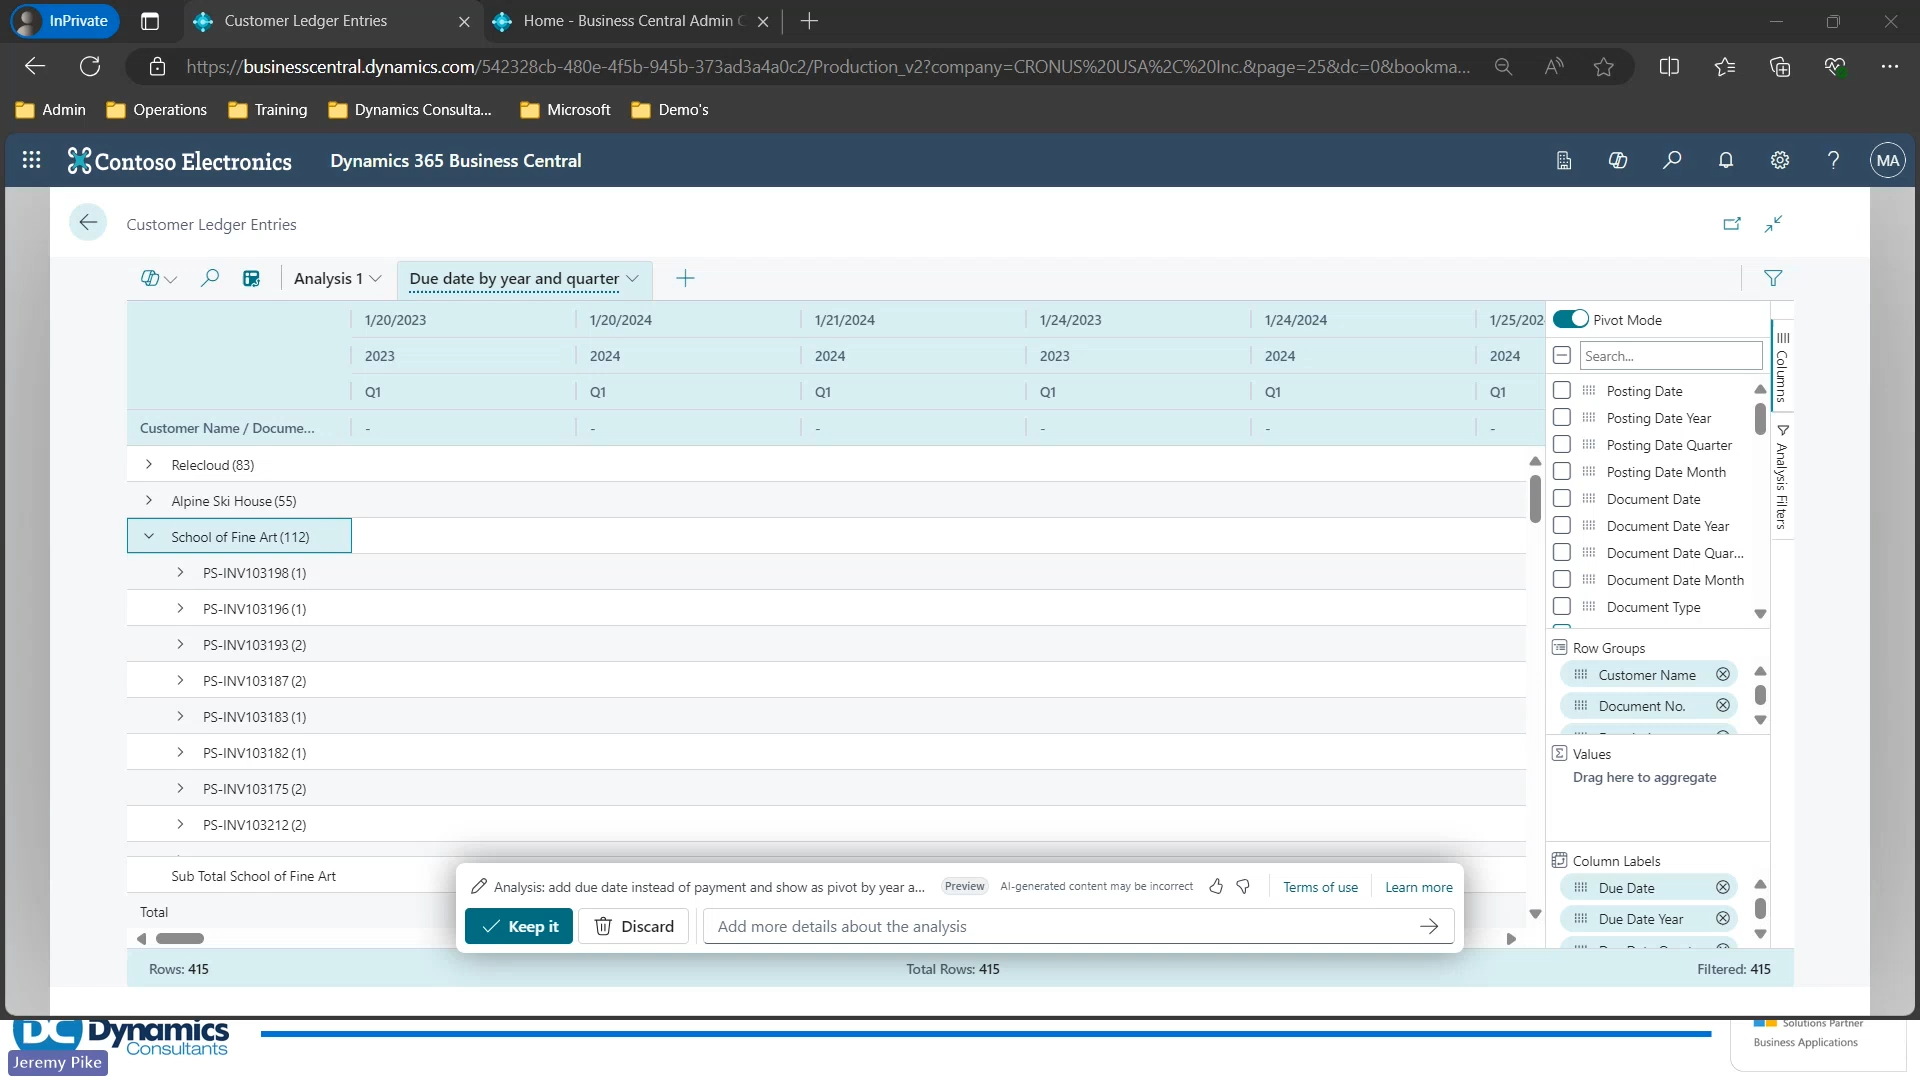 InPrivate
Customer Ledger Entries
Home - Business Central Admin C
https://businesscentral.dynamics.com/542328cb-480e-4f5b-945b-373ad3a4a0c2/Production_v2?company=CRONUS%20USA%2C%20Inc.&page=25&dc=0&bookma...
Admin
Operations
Training
Dynamics Consulta...
Microsoft
Demo's
Contoso Electronics
Dynamics 365 Business Central
MA
Customer Ledger Entries
Analysis 1
Due date by year and quarter
1/20/2023 1/20/2024 1/21/2024 1/24/2023 1/24/2024 1/25/202
2023 2024 2024 2023 2024 2024
Q1 Q1 Q1 Q1 Q1 Q1
Customer Name / Docume... - - - - - -
Relecloud (83)
Alpine Ski House (55)
School of Fine Art (112)
PS-INV103198 (1)
PS-INV103196 (1)
PS-INV103193 (2)
PS-INV103187 (2)
PS-INV103183 (1)
PS-INV103182 (1)
PS-INV103175 (2)
PS-INV103212 (2)
Sub Total School of Fine Art
Total
Pivot Mode
Search...
Posting Date
Posting Date Year
Posting Date Quarter
Posting Date Month
Document Date
Document Date Year
Document Date Quar...
Document Date Month
Document Type
Columns
Analysis Filters
Row Groups
Customer Name
Document No.
Values
Drag here to aggregate
Column Labels
Due Date
Due Date Year
Analysis: add due date instead of payment and show as pivot by year a...
Preview
AI-generated content may be incorrect
Terms of use
Learn more
Keep it
Discard
Add more details about the analysis
Rows: 415
Total Rows: 415
Filtered: 415
DC Dynamics
Consultants
Jeremy Pike
Solutions Partner
Business Applications